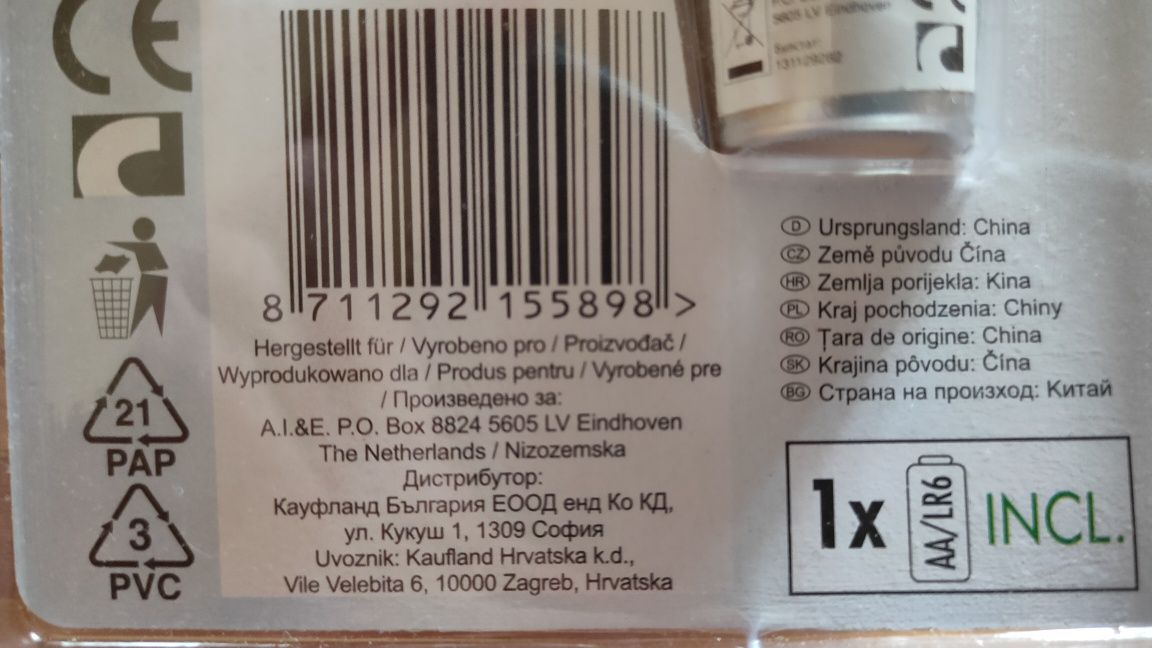 CE
5605 LV Eindhoven
131129260
8 711292 155898 >
Hergestellt für / Vyrobeno pro / Proizvođač /
Wyprodukowano dla / Produs pentru / Vyrobené pre
/ Произведено за:
A.I.&E. P.O. Box 8824 5605 LV Eindhoven
The Netherlands / Nizozemska
Дистрибутор:
Кауфланд България ЕООД енд Ко КД,
ул. Кукуш 1, 1309 София
Uvoznik: Kaufland Hrvatska k.d.,
Vile Velebita 6, 10000 Zagreb, Hrvatska
21
PAP
3
PVC
D Ursprungsland: China
CZ Země původu Čína
HR Zemlja porijekla: Kina
PL Kraj pochodzenia: Chiny
RO Țara de origine: China
SK Krajina pôvodu: Čína
BG Страна на произход: Китай
1x AA/LR6 INCL.